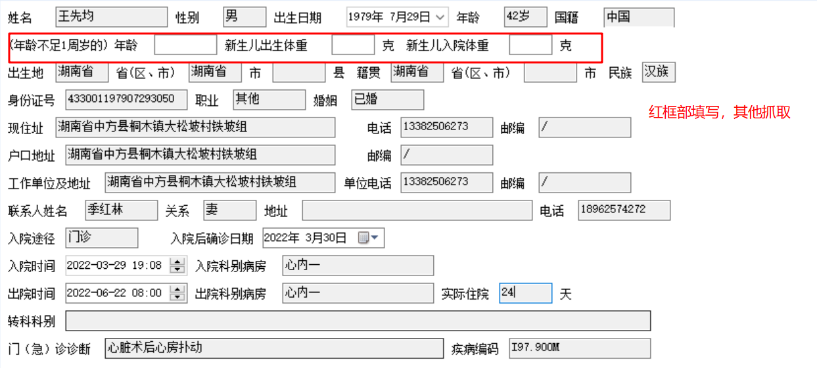 姓名 王先均 性别 男 出生日期 1979年 7月29日 年龄 42岁 国籍 中国
(年龄不足1周岁的) 年龄 新生儿出生体重 克 新生儿入院体重 克
出生地 湖南省 省(区、市) 湖南省 市 县 籍贯 湖南省 省(区、市) 市 民族 汉族
身份证号 433001197907293050 职业 其他 婚姻 已婚
红框部填写，其他抓取
现住址 湖南省中方县桐木镇大松坡村铁坡组 电话 13382506273 邮编 /
户口地址 湖南省中方县桐木镇大松坡村铁坡组 邮编 /
工作单位及地址 湖南省中方县桐木镇大松坡村铁坡组 单位电话 13382506273 邮编 /
联系人姓名 季红林 关系 妻 地址 电话 18962574272
入院途径 门诊 入院后确诊日期 2022年 3月30日
入院时间 2022-03-29 19:08 入院科别病房 心内一
出院时间 2022-06-22 08:00 出院科别病房 心内一 实际住院 24 天
转科科别
门（急）诊诊断 心脏术后心房扑动 疾病编码 I97.900M